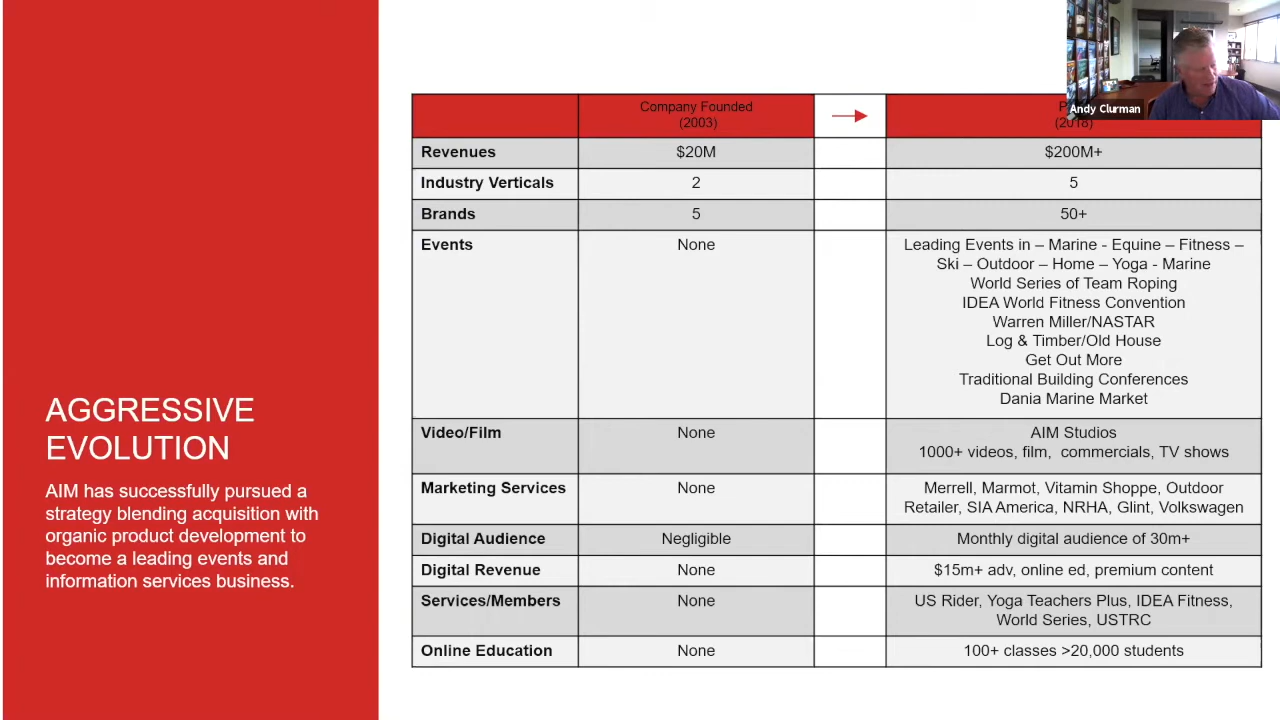 Andy Clurman
Company Founded
(2003)
(2018)
Revenues
$20M
$200M+
Industry Verticals
2
5
Brands
5
50+
Events
None
Leading Events in – Marine - Equine – Fitness –
Ski – Outdoor – Home – Yoga - Marine
World Series of Team Roping
IDEA World Fitness Convention
Warren Miller/NASTAR
Log & Timber/Old House
Get Out More
Traditional Building Conferences
Dania Marine Market
Video/Film
None
AIM Studios
1000+ videos, film, commercials, TV shows
Marketing Services
None
Merrell, Marmot, Vitamin Shoppe, Outdoor
Retailer, SIA America, NRHA, Glint, Volkswagen
Digital Audience
Negligible
Monthly digital audience of 30m+
Digital Revenue
None
$15m+ adv, online ed, premium content
Services/Members
None
US Rider, Yoga Teachers Plus, IDEA Fitness,
World Series, USTRC
Online Education
None
100+ classes >20,000 students
AGGRESSIVE
EVOLUTION
AIM has successfully pursued a
strategy blending acquisition with
organic product development to
become a leading events and
information services business.